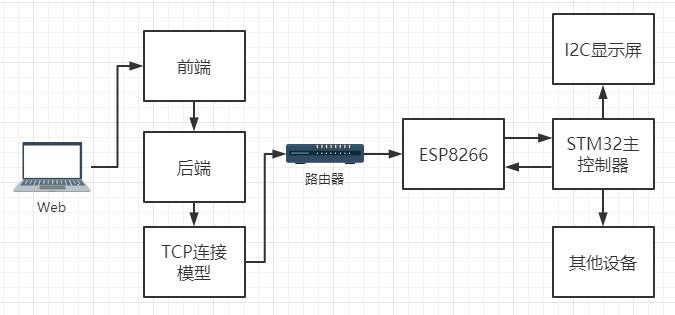 I2C显示屏
前端
ESP8266
STM32主
控制器
后端
路由器
Web
TCP连接
模型
其他设备